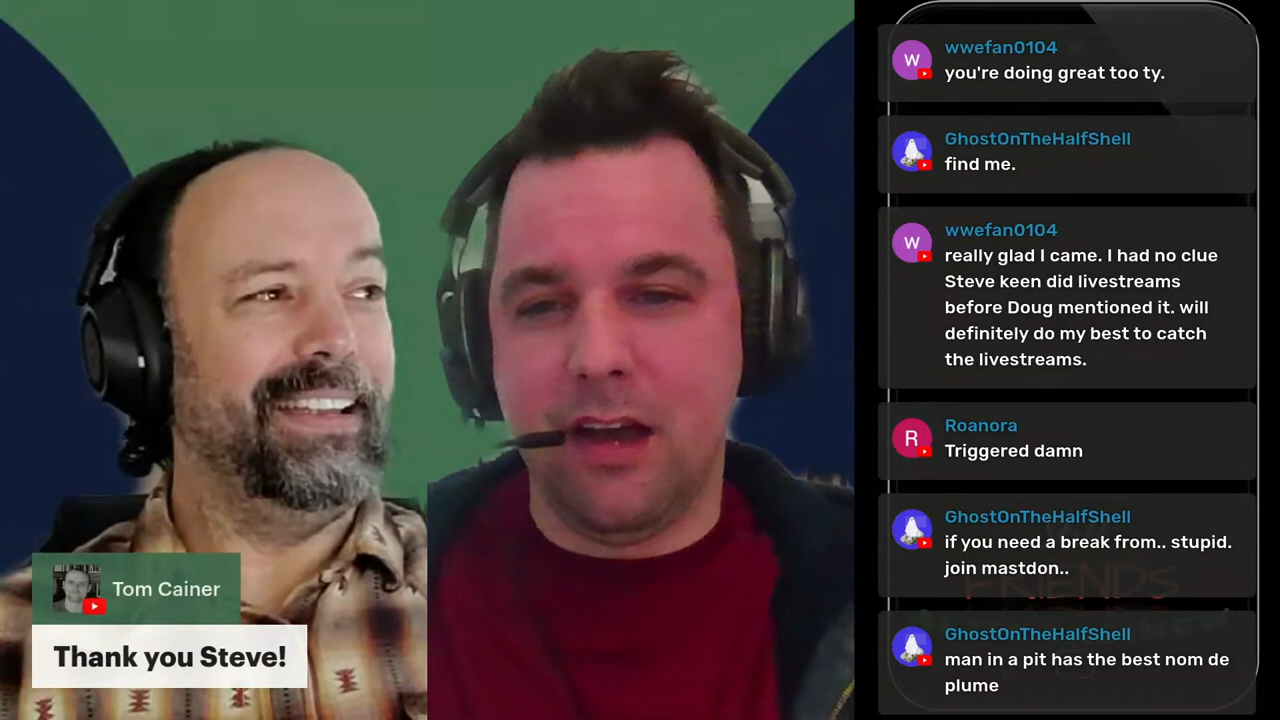 Tom Cainer
Thank you Steve!
W
wwefan0104
you're doing great too ty.
GhostOnTheHalfShell
find me.
W
wwefan0104
really glad I came. I had no clue
Steve keen did livestreams
before Doug mentioned it. will
definitely do my best to catch
the livestreams.
R
Roanora
Triggered damn
GhostOnTheHalfShell
if you need a break from.. stupid.
join mastdon..
FRIENDS
GhostOnTheHalfShell
man in a pit has the best nom de
plume